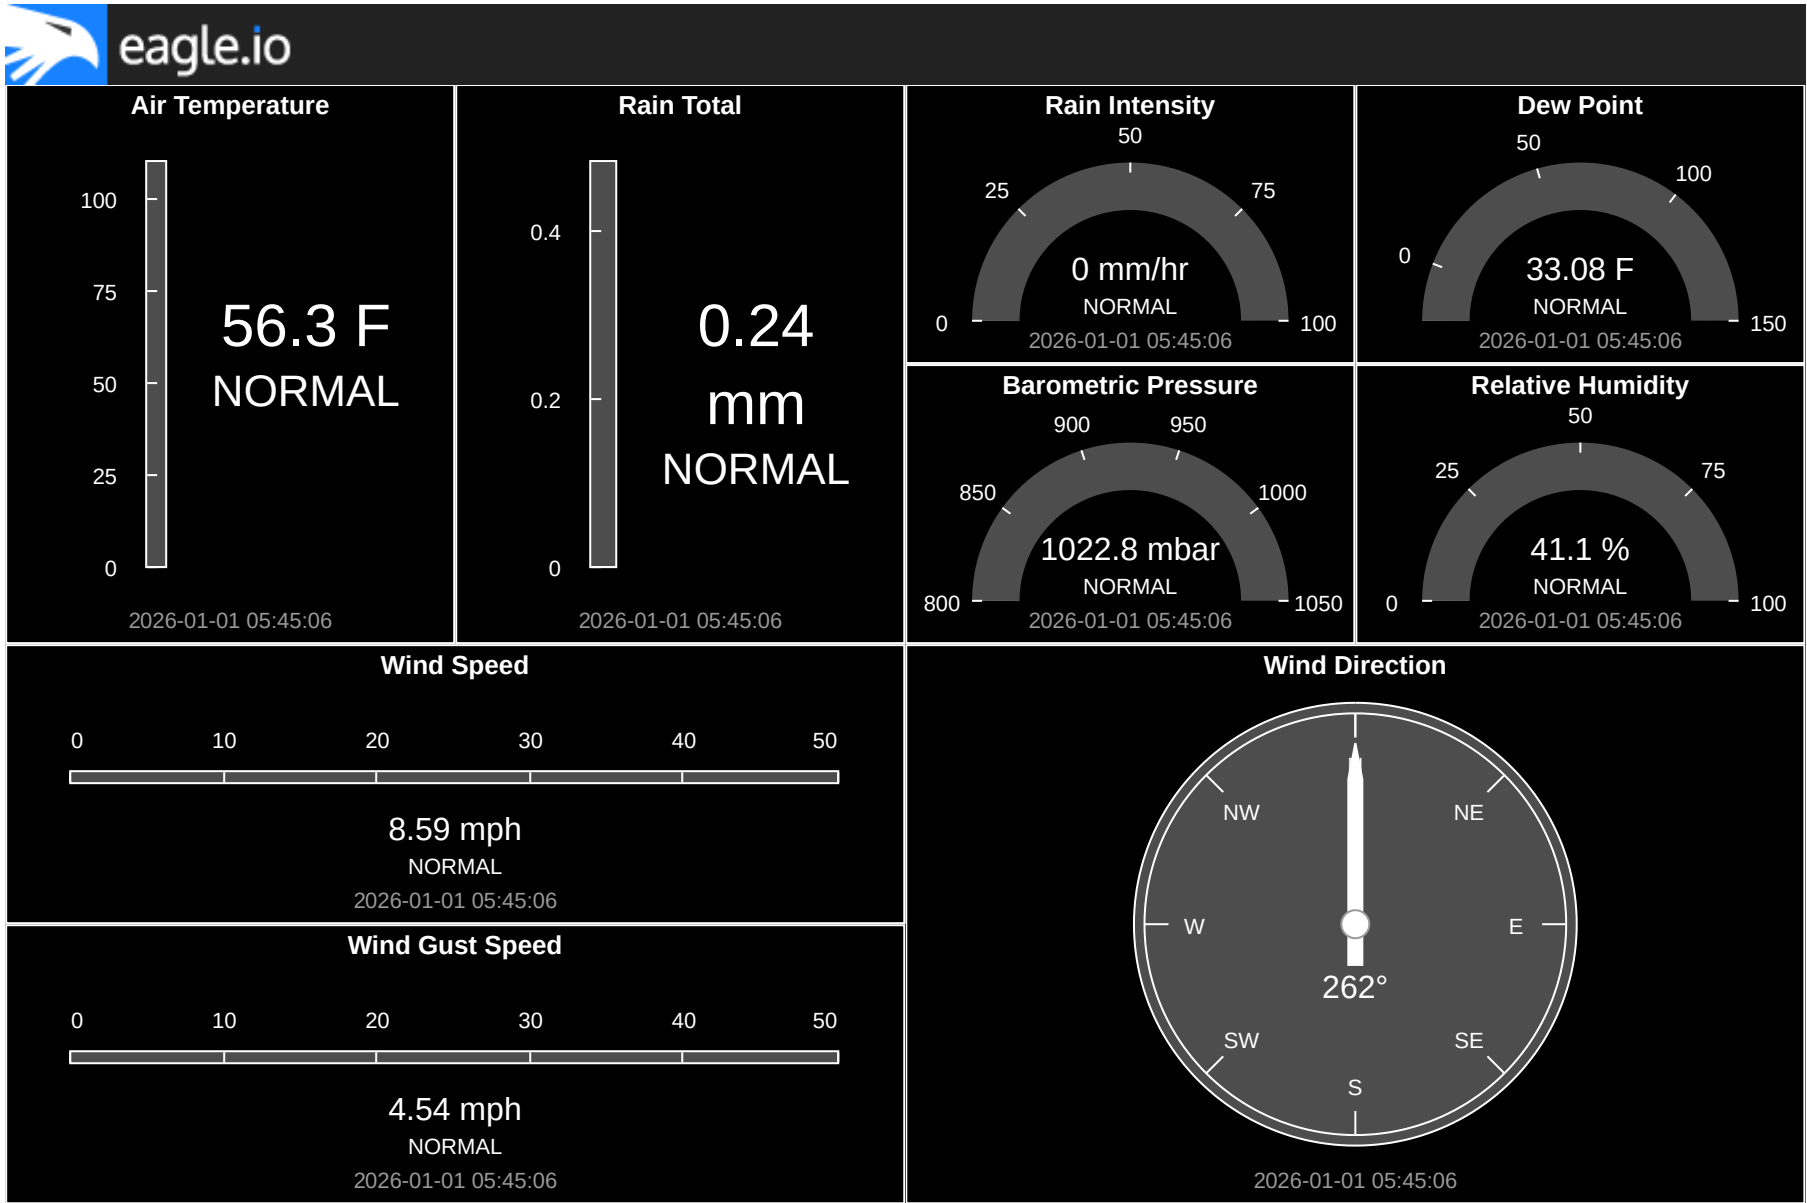 eagle.io
Air Temperature
100
75
50
25
0
56.3 F
NORMAL
2026-01-01 05:45:06
Rain Total
0.4
0.2
0
0.24
mm
NORMAL
2026-01-01 05:45:06
Rain Intensity
0
25
50
75
100
0 mm/hr
NORMAL
2026-01-01 05:45:06
Dew Point
0
50
100
150
33.08 F
NORMAL
2026-01-01 05:45:06
Barometric Pressure
800
850
900
950
1000
1050
1022.8 mbar
NORMAL
2026-01-01 05:45:06
Relative Humidity
0
25
50
75
100
41.1 %
NORMAL
2026-01-01 05:45:06
Wind Speed
0 10 20 30 40 50
8.59 mph
NORMAL
2026-01-01 05:45:06
Wind Gust Speed
0 10 20 30 40 50
4.54 mph
NORMAL
2026-01-01 05:45:06
Wind Direction
NW NE
W E
262°
SW SE
S
2026-01-01 05:45:06